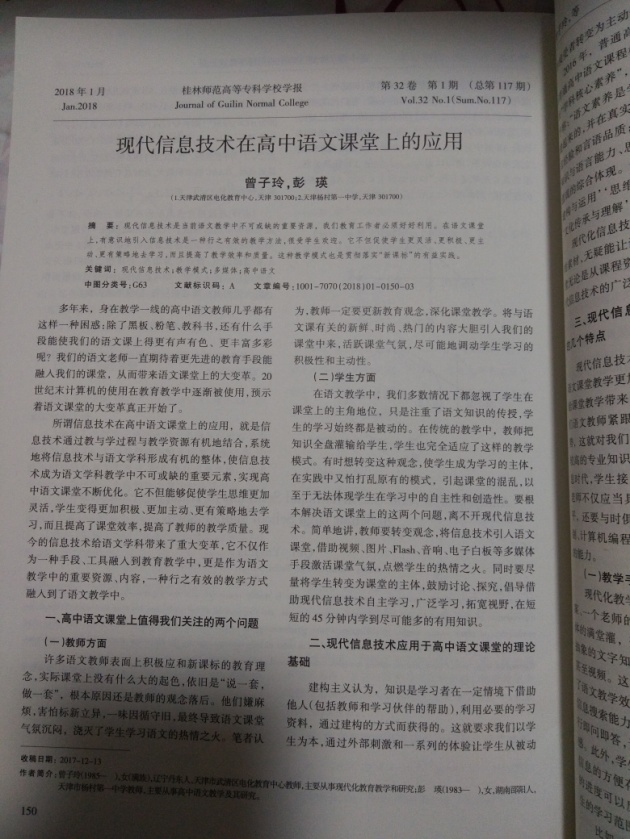 2018 年 1 月
Jan.2018
桂林师范高等专科学校学报
Journal of Guilin Normal College
第 32 卷 第 1 期 (总第 117 期)
Vol.32 No.1(Sum.No.117)
现代信息技术在高中语文课堂上的应用
曾子玲,彭 瑛
(1.天津武清区电化教育中心,天津 301700;2.天津杨村第一中学,天津 301700)
摘 要: 现代信息技术是当前语文教学中不可或缺的重要资源,我们教育工作者必须好好利用。在语文课堂
上,有意识地引入信息技术是一种行之有效的教学方法,很受学生欢迎。它不但促使学生更灵活、更积极、更主
动、更有策略地去学习,而且提高了教学效率和质量。这种教学模式也是贯彻落实“新课标”的有益实践。
关键词: 现代信息技术;教学模式;多媒体;高中语文
中图分类号: G63 文献标识码: A 文章编号: 1001-7070(2018)01-0150-03
多年来,身在教学一线的高中语文教师几乎都有
这样一种困惑:除了黑板、粉笔、教科书,还有什么手
段能使我们的语文课上得更有声有色、更丰富多彩
呢?我们的语文老师一直期待着更先进的教育手段能
融入我们的课堂,从而带来语文课堂上的大变革。20
世纪末计算机的使用在教育教学中逐渐被使用,预示
着语文课堂的大变革真正开始了。
所谓信息技术在高中语文课堂上的应用,就是信
息技术通过教与学过程与教学资源有机地结合,系统
地将信息技术与语文学科形成有机的整体,使信息技
术成为语文学科教学中不可或缺的重要元素,实现高
中语文课堂不断优化。它不但能够促使学生思维更加
灵活,学生变得更加积极、更加主动、更有策略地去学
习,而且提高了课堂效率,提高了教师的教学质量。现
今的信息技术给语文学科带来了重大变革,它不仅作
为一种手段、工具融入到教育教学中,更是作为语文
教学中的重要资源、内容,一种行之有效的教学方式
融入到了语文教学中。
一、高中语文课堂上值得我们关注的两个问题
(一)教师方面
许多语文教师表面上积极应和新课标的教育理
念,实际课堂上没有什么大的起色,依旧是“说一套,
做一套”。根本原因还是教师的观念落后。他们嫌麻
烦,害怕标新立异,一味因循守旧,最终导致语文课堂
气氛沉闷,浇灭了学生学习语文的热情之火。笔者认
为,教师一定要更新教育观念,深化课堂教学。将与语
文课有关的新鲜、时尚、热门的内容大胆引入我们的
课堂中来,活跃课堂气氛,尽可能地调动学生学习的
积极性和主动性。
(二)学生方面
在语文教学中,我们多数情况下都忽视了学生在
课堂上的主角地位,只是注重了语文知识的传授,学
生的学习始终都是被动的。在传统的教学中,教师把
知识全盘灌输给学生,学生也完全适应了这样的教学
模式。有时想转变这种观念,使学生成为学习的主体,
在实践中又怕打乱原有的模式,引起课堂的混乱,以
至于无法体现学生在学习中的自主性和创造性。要根
本解决语文课堂上的这两个问题,离不开现代信息技
术。简单地讲,教师要转变观念,将信息技术引入语文
课堂,借助视频、图片、Flash、音响、电子白板等多媒体
手段激活课堂气氛,点燃学生的热情之火。同时要尽
量将学生转变为课堂的主体,鼓励讨论、探究,倡导借
助现代信息技术自主学习,广泛学习,拓宽视野,在短
短的 45 分钟内学到尽可能多的有用知识。
二、现代信息技术应用于高中语文课堂的理论
基础
建构主义认为,知识是学习者在一定情境下借助
他人(包括教师和学习伙伴的帮助),利用必要的学习
资料,通过建构的方式而获得的。这就要求我们以学
生为本,通过外部刺激和一系列的体验让学生从被动
收稿日期: 2017-12-13
作者简介: 曾子玲(1985— ),女(满族),辽宁丹东人,天津市武清区电化教育中心教师,主要从事现代化教育教学和研究;彭 瑛(1983— ),女,湖南邵阳人,
天津市杨村第一中学教师,主要从事高中语文教学及其研究。
150